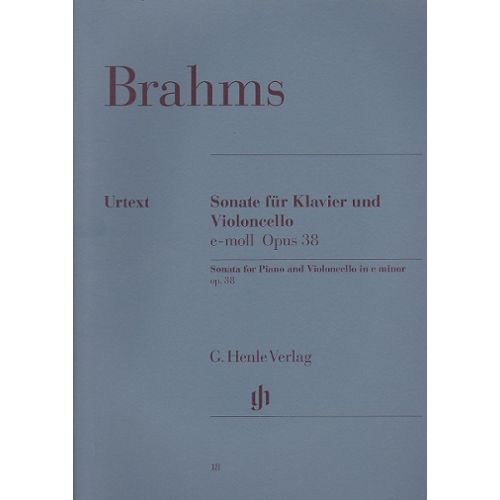 Brahms
Urtext
Sonate für Klavier und
Violoncello
e-moll Opus 38
Sonata for Piano and Violoncello in e minor
op. 38
G. Henle Verlag
18